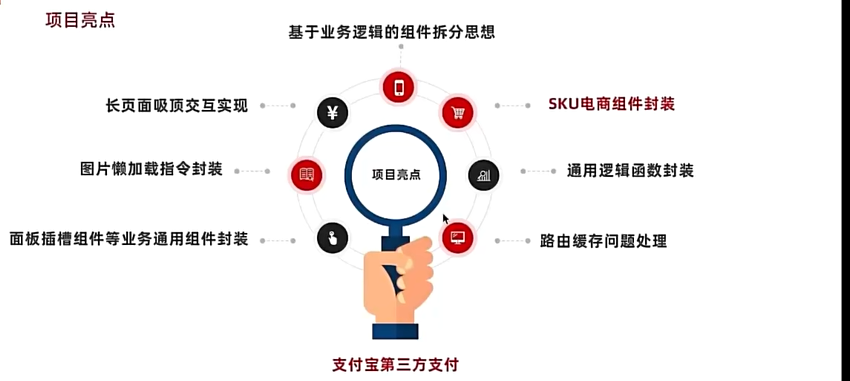 项目亮点
基于业务逻辑的组件拆分思想
长页面吸顶交互实现
¥
SKU电商组件封装
图片懒加载指令封装
项目亮点
通用逻辑函数封装
面板插槽组件等业务通用组件封装
路由缓存问题处理
支付宝第三方支付